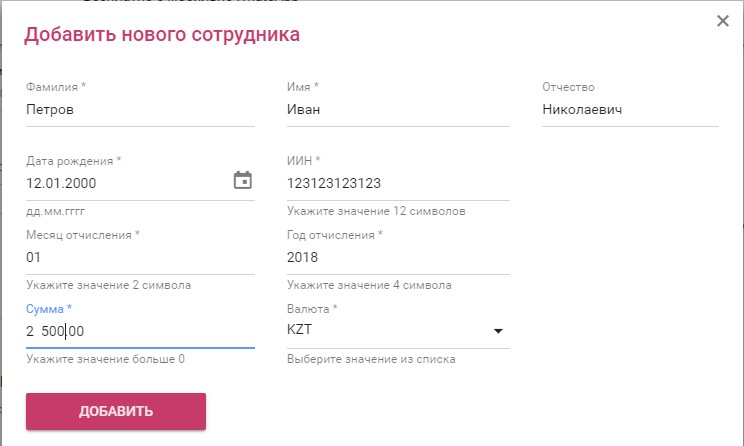 Добавить нового сотрудника
Фамилия * Имя * Отчество
Петров Иван Николаевич
Дата рождения * ИИН *
12.01.2000 123123123123
дд.мм.гггг Укажите значение 12 символов
Месяц отчисления * Год отчисления *
01 2018
Укажите значение 2 символа Укажите значение 4 символа
Сумма * Валюта *
2 500.00 KZT
Укажите значение больше 0 Выберите значение из списка
ДОБАВИТЬ